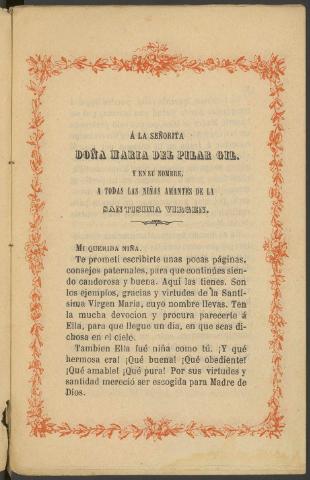 Á LA SEÑORITA
DOÑA MARIA DEL PILAR GIL.
Y EN SU NOMBRE,
A TODAS LAS NIÑAS AMANTES DE LA
SANTISIMA VIRGEN.
MI QUERIDA NIÑA.
Te prometí escribirte unas pocas páginas,
consejos paternales, para que continúes sien-
do candorosa y buena. Aquí las tienes. Son
los ejemplos, gracias y virtudes de la Santí-
sima Virgen María, cuyo nombre llevas. Ten
la mucha devocion y procura parecerte á
Ella, para que llegue un dia, en que seas di-
chosa en el cielo.
Tambien Ella fué niña como tú. ¡Y qué
hermosa era! ¡Qué buena! ¡Qué obediente!
¡Qué amable! ¡Qué pura! Por sus virtudes y
santidad mereció ser escogida para Madre de
Dios.